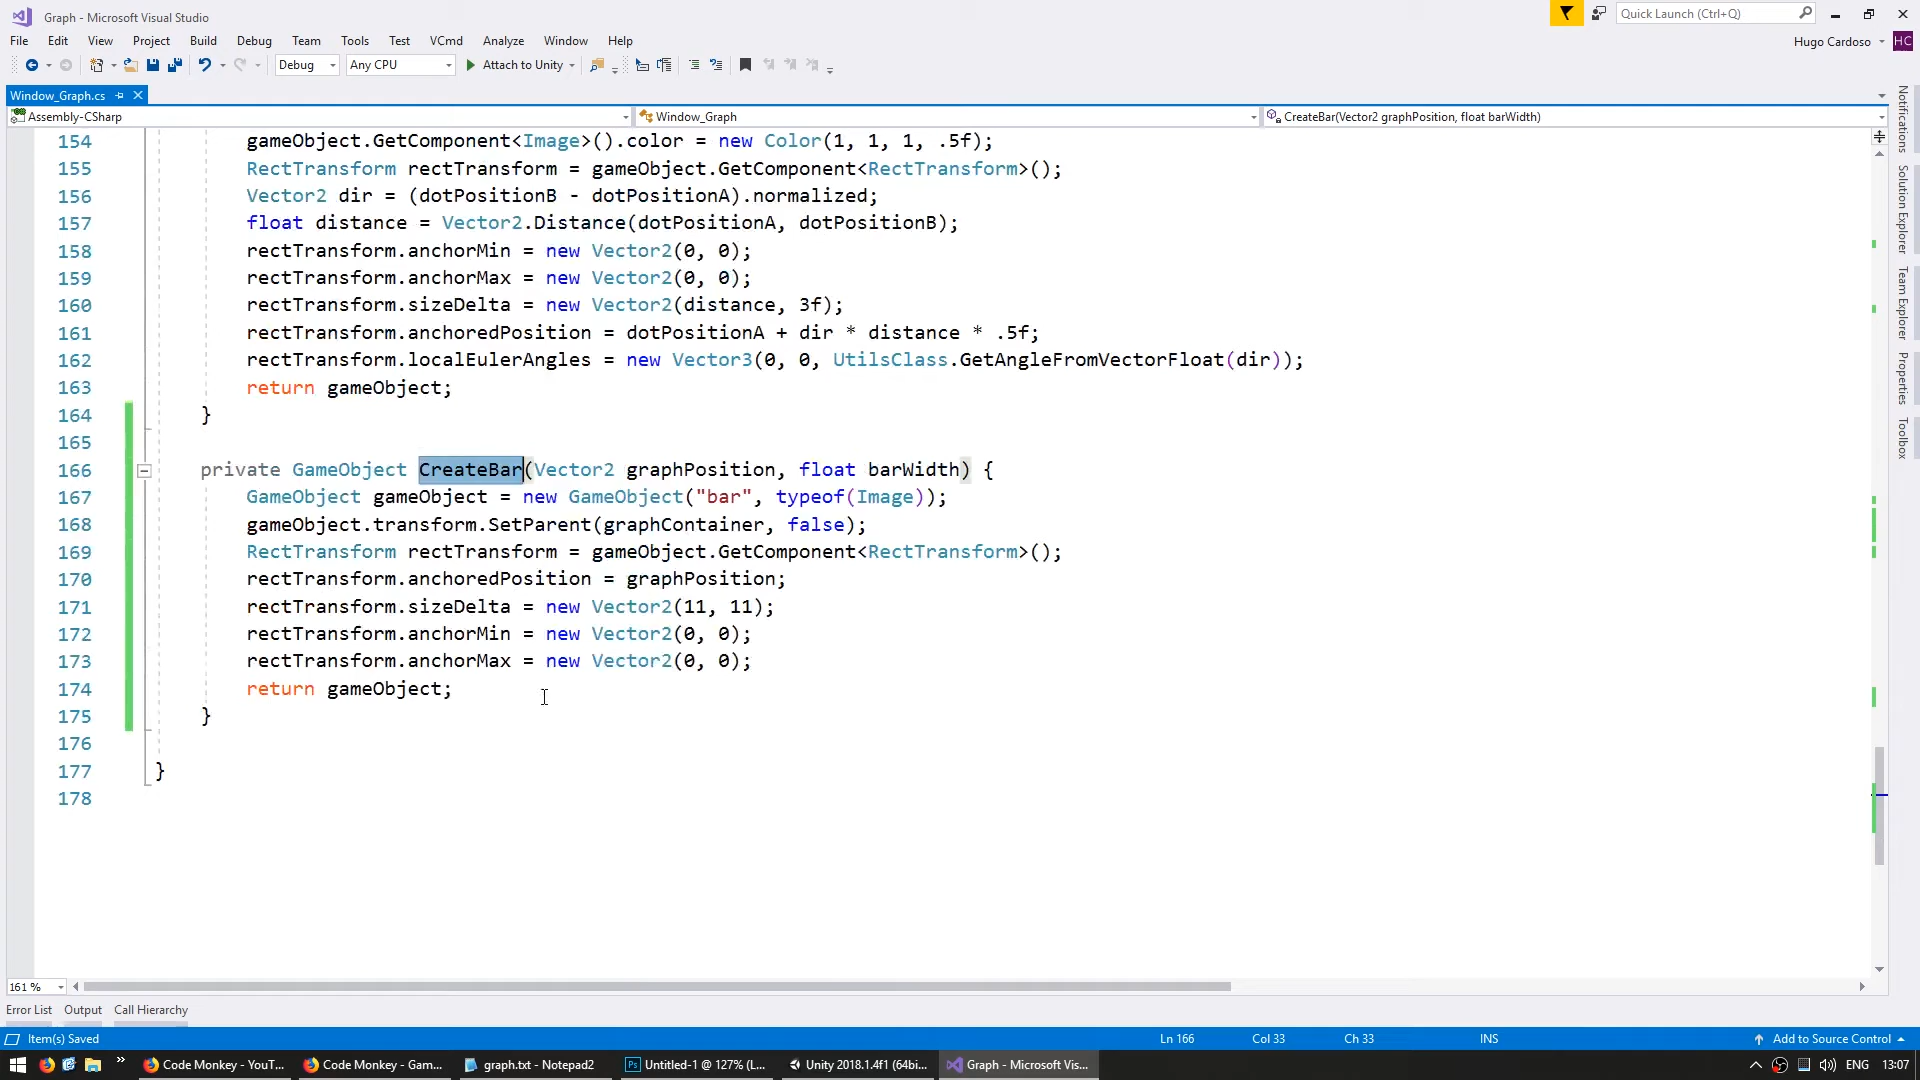 Graph - Microsoft Visual Studio
Quick Launch (Ctrl+Q)
File Edit View Project Build Debug Team Tools Test VCmd Analyze Window Help
Hugo Cardoso HC
Debug Any CPU Attach to Unity
Window_Graph.cs
Assembly-CSharp Window_Graph CreateBar(Vector2 graphPosition, float barWidth)
154 gameObject.GetComponent<Image>().color = new Color(1, 1, 1, .5f);
155 RectTransform rectTransform = gameObject.GetComponent<RectTransform>();
156 Vector2 dir = (dotPositionB - dotPositionA).normalized;
157 float distance = Vector2.Distance(dotPositionA, dotPositionB);
158 rectTransform.anchorMin = new Vector2(0, 0);
159 rectTransform.anchorMax = new Vector2(0, 0);
160 rectTransform.sizeDelta = new Vector2(distance, 3f);
161 rectTransform.anchoredPosition = dotPositionA + dir * distance * .5f;
162 rectTransform.localEulerAngles = new Vector3(0, 0, UtilsClass.GetAngleFromVectorFloat(dir));
163 return gameObject;
164 }
165
166 private GameObject CreateBar(Vector2 graphPosition, float barWidth) {
167 GameObject gameObject = new GameObject("bar", typeof(Image));
168 gameObject.transform.SetParent(graphContainer, false);
169 RectTransform rectTransform = gameObject.GetComponent<RectTransform>();
170 rectTransform.anchoredPosition = graphPosition;
171 rectTransform.sizeDelta = new Vector2(11, 11);
172 rectTransform.anchorMin = new Vector2(0, 0);
173 rectTransform.anchorMax = new Vector2(0, 0);
174 return gameObject;
175 }
176
177 }
178
Notifications
Solution Explorer
Team Explorer
Properties
Toolbox
161 %
Error List Output Call Hierarchy
Item(s) Saved Ln 166 Col 33 Ch 33 INS Add to Source Control
Code Monkey - YouT... Code Monkey - Gam... graph.txt - Notepad2 Ps Untitled-1 @ 127% (L... Unity 2018.1.4f1 (64bi... Graph - Microsoft Vis... ENG 13:07